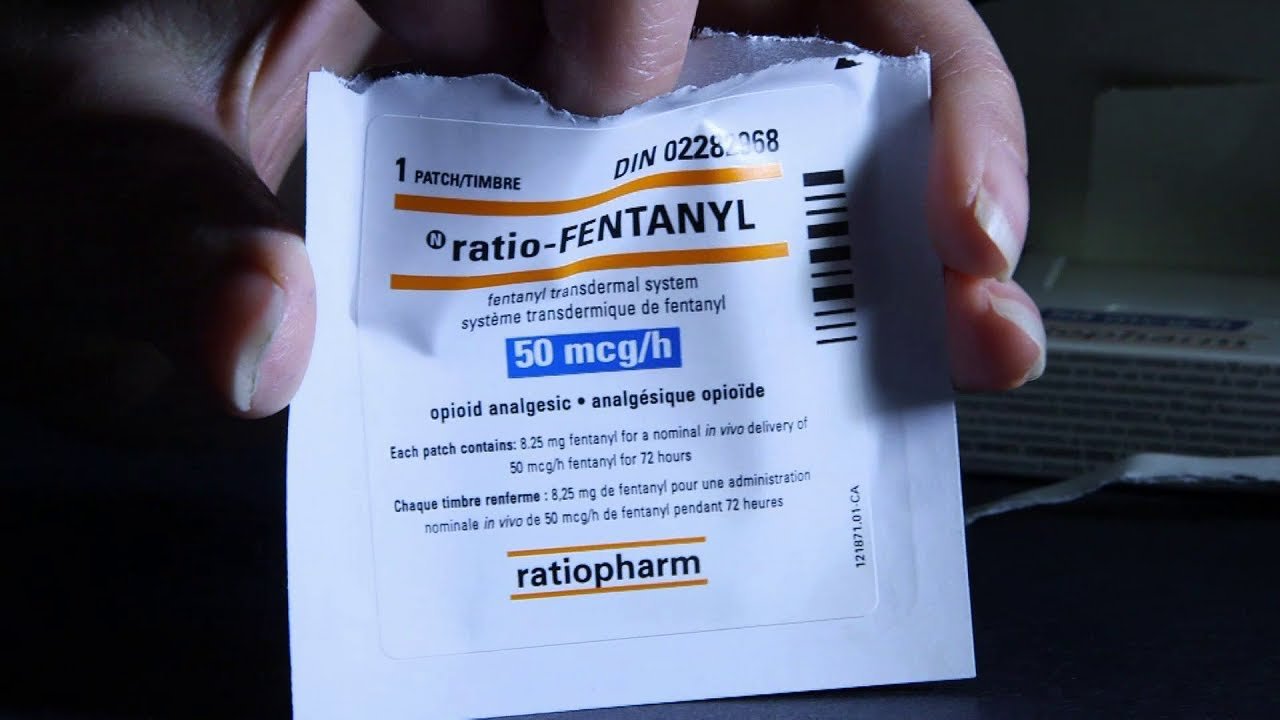 1 PATCH/TIMBRE
DIN 02282968
N ratio-FENTANYL
fentanyl transdermal system
système transdermique de fentanyl
50 mcg/h
opioid analgesic • analgésique opioïde
Each patch contains: 8.25 mg fentanyl for a nominal in vivo delivery of
50 mcg/h fentanyl for 72 hours
Chaque timbre renferme : 8,25 mg de fentanyl pour une administration
nominale in vivo de 50 mcg/h de fentanyl pendant 72 heures
ratiopharm
121871.01-CA